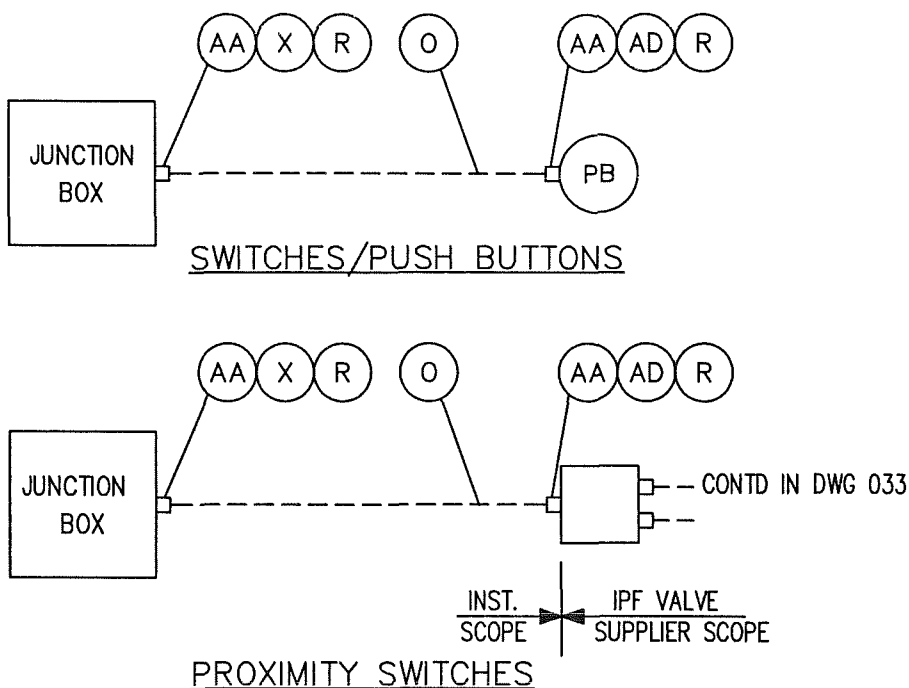 AA X R O AA AD R
JUNCTION
BOX
PB
SWITCHES/PUSH BUTTONS
AA X R O AA AD R
JUNCTION
BOX
CONTD IN DWG 033
INST.
SCOPE
IPF VALVE
SUPPLIER SCOPE
PROXIMITY SWITCHES